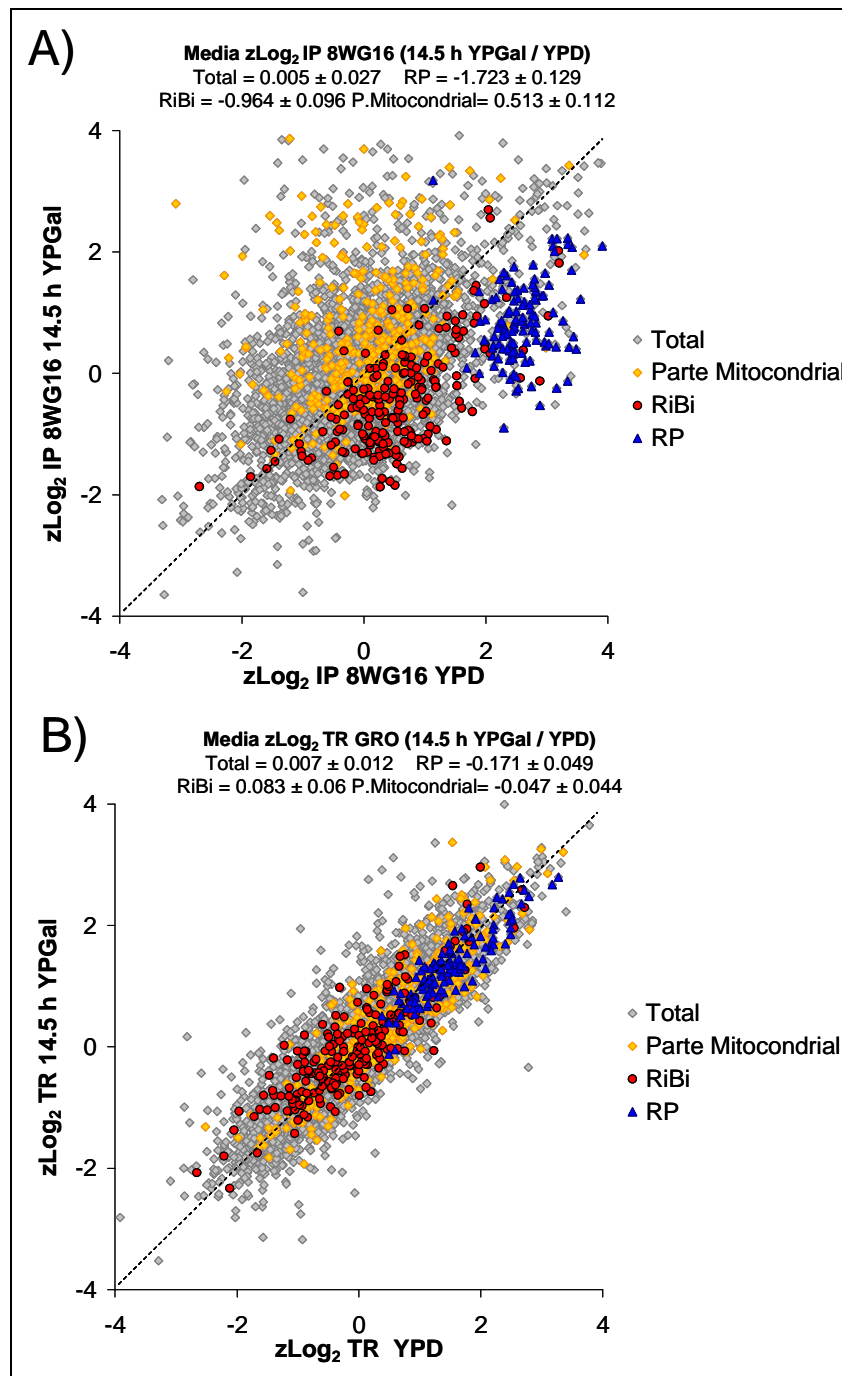 A)
Media zLog2 IP 8WG16 (14.5 h YPGal / YPD)
Total = 0.005 ± 0.027 RP = -1.723 ± 0.129
RiBi = -0.964 ± 0.096 P.Mitocondrial= 0.513 ± 0.112
4
2
0
-2
-4
zLog2 IP 8WG16 14.5 h YPGal
-4 -2 0 2 4
zLog2 IP 8WG16 YPD
Total
Parte Mitocondrial
RiBi
RP
B)
Media zLog2 TR GRO (14.5 h YPGal / YPD)
Total = 0.007 ± 0.012 RP = -0.171 ± 0.049
RiBi = 0.083 ± 0.06 P.Mitocondrial= -0.047 ± 0.044
4
2
0
-2
-4
zLog2 TR 14.5 h YPGal
-4 -2 0 2 4
zLog2 TR YPD
Total
Parte Mitocondrial
RiBi
RP